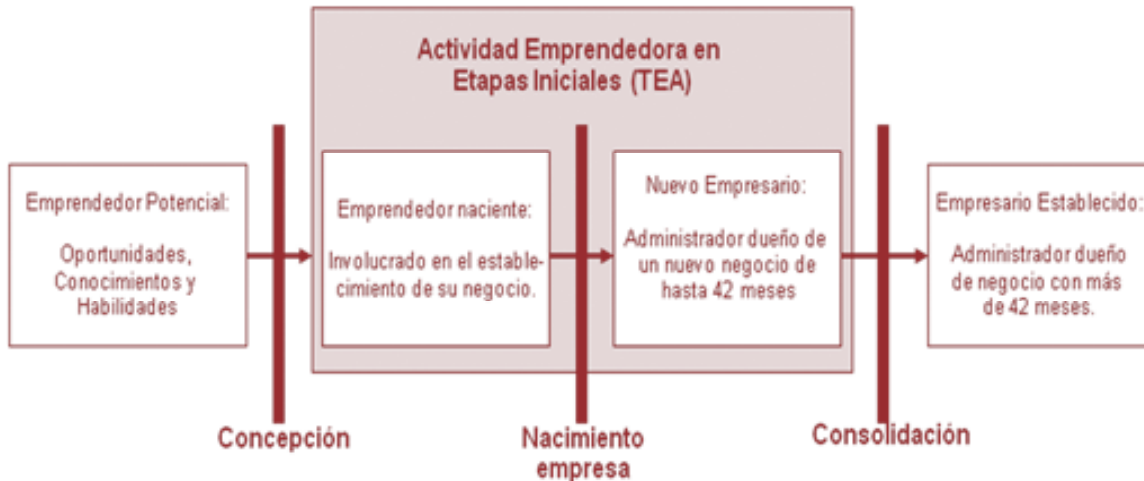 Actividad Emprendedora en
Etapas Iniciales (TEA)
Emprendedor Potencial:
Oportunidades,
Conocimientos y
Habilidades
Emprendedor naciente:
Involucrado en el estable-
cimiento de su negocio.
Nuevo Empresario:
Administrador dueño de
un nuevo negocio de
hasta 42 meses
Empresario Establecido:
Administrador dueño
de negocio con más
de 42 meses.
Concepción
Nacimiento
empresa
Consolidación